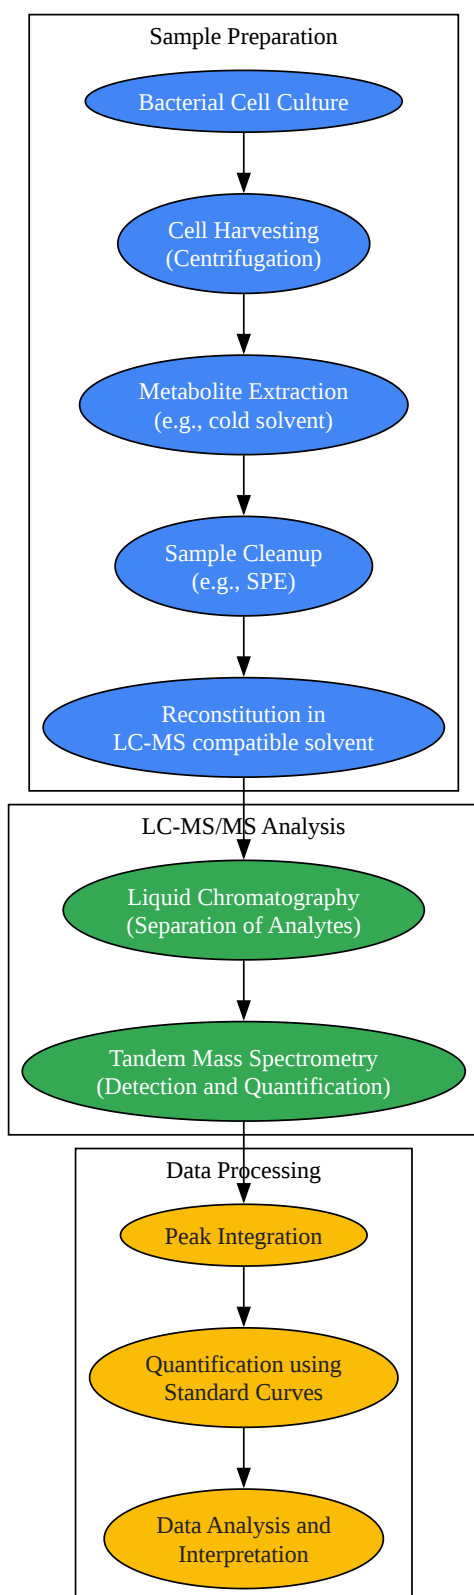 Sample Preparation
Bacterial Cell Culture
Cell Harvesting
(Centrifugation)
Metabolite Extraction
(e.g., cold solvent)
Sample Cleanup
(e.g., SPE)
Reconstitution in
LC-MS compatible solvent
LC-MS/MS Analysis
Liquid Chromatography
(Separation of Analytes)
Tandem Mass Spectrometry
(Detection and Quantification)
Data Processing
Peak Integration
Quantification using
Standard Curves
Data Analysis and
Interpretation